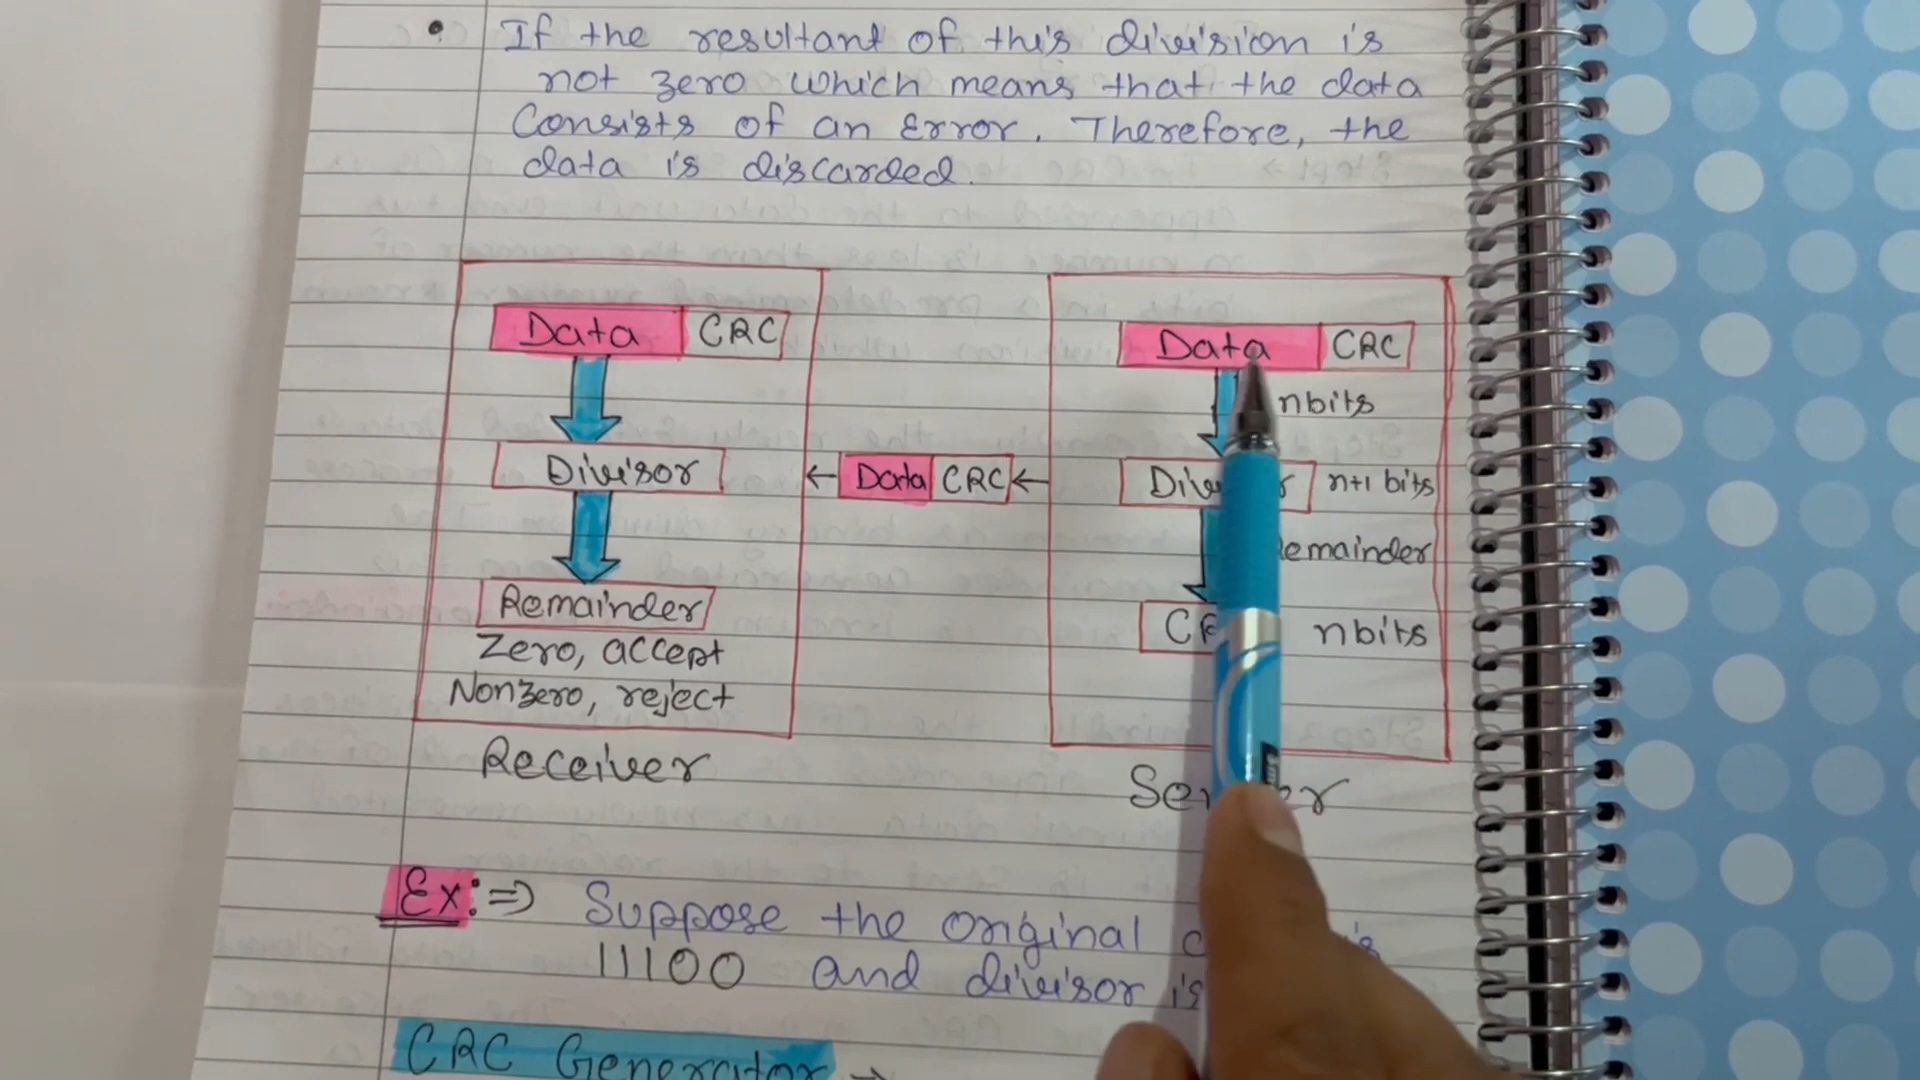 If the resultant of this division is
not zero which means that the data
Consists of an Error. Therefore, the
data is discarded.
Data CRC
Divisor
Remainder
Zero, accept
Nonzero, reject
Receiver
← Data CRC ←
Data CRC
nbits
n+1 bits
nbits
Ex:⇒ Suppose the original
11100 and divisor is
CRC Generator →